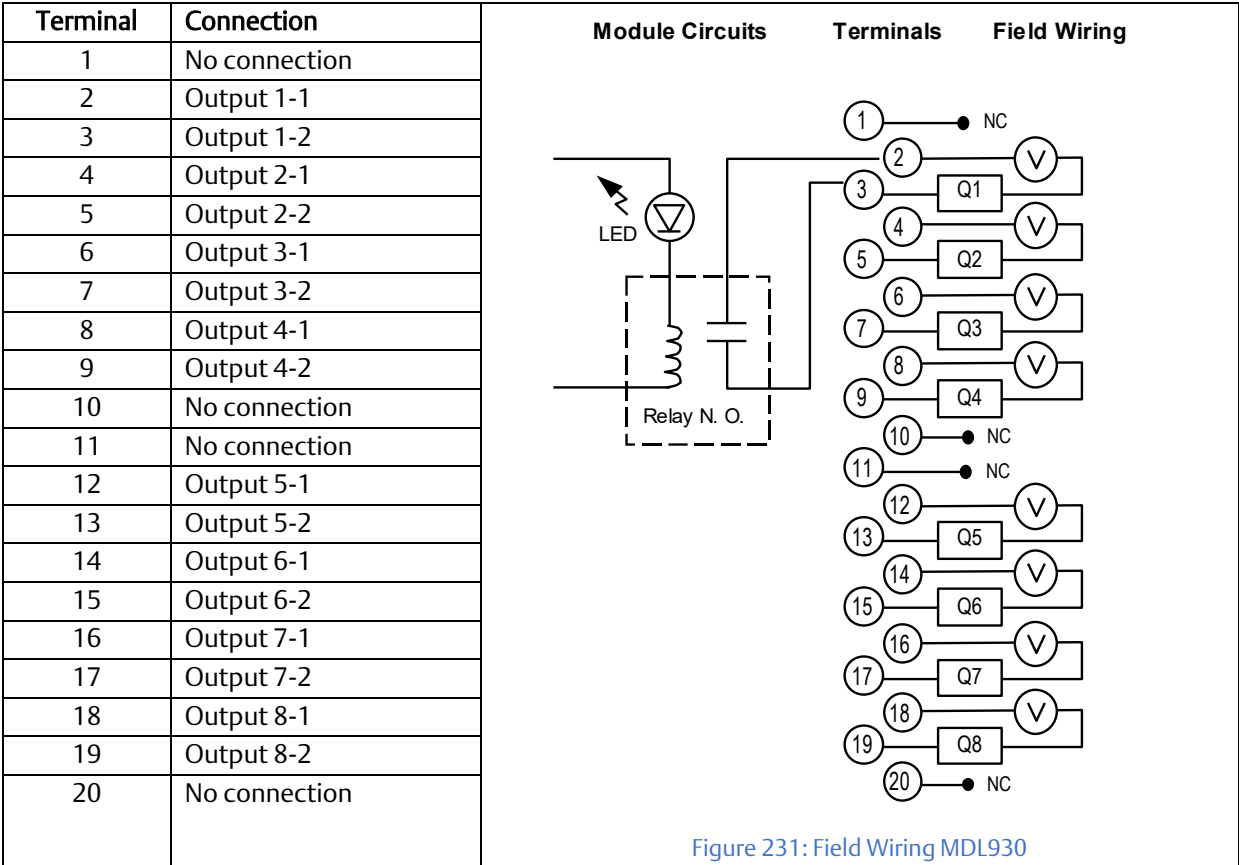 Terminal Connection
1 No connection
2 Output 1-1
3 Output 1-2
4 Output 2-1
5 Output 2-2
6 Output 3-1
7 Output 3-2
8 Output 4-1
9 Output 4-2
10 No connection
11 No connection
12 Output 5-1
13 Output 5-2
14 Output 6-1
15 Output 6-2
16 Output 7-1
17 Output 7-2
18 Output 8-1
19 Output 8-2
20 No connection
Module Circuits Terminals Field Wiring
1 NC
2 V
3 Q1
LED
4 V
5 Q2
6 V
7 Q3
8 V
9 Q4
Relay N. O.
10 NC
11 NC
12 V
13 Q5
14 V
15 Q6
16 V
17 Q7
18 V
19 Q8
20 NC
Figure 231: Field Wiring MDL930